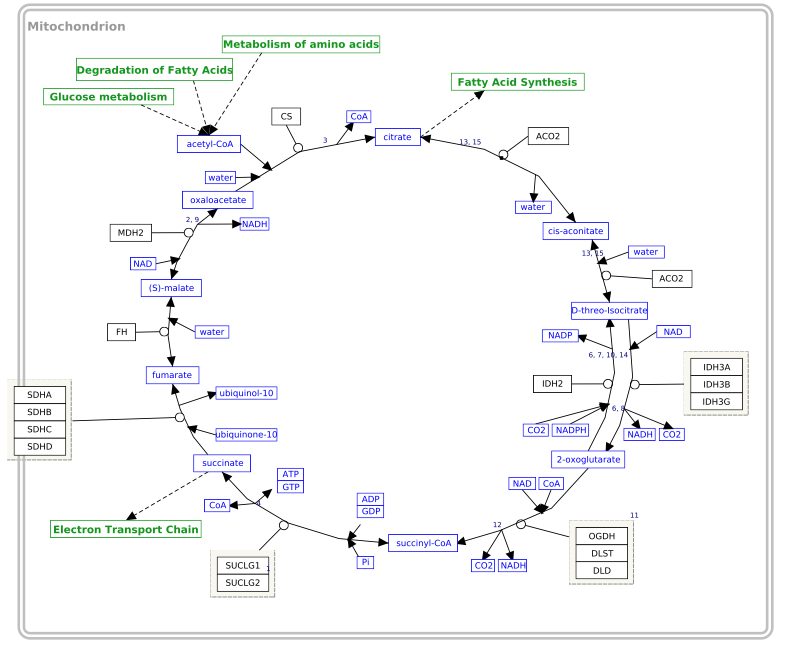 Mitochondrion
Metabolism of amino acids
Degradation of Fatty Acids
Fatty Acid Synthesis
Glucose metabolism
CS
CoA
3
citrate
13, 15
ACO2
acetyl-CoA
water
oxaloacetate
water
2, 9
NADH
MDH2
cis-aconitate
13, 15
water
NAD
ACO2
(S)-malate
D-threo-Isocitrate
FH
water
NADP
NAD
6, 7, 10, 14
fumarate
IDH3A
IDH3B
IDH3G
IDH2
SDHA
SDHB
SDHC
SDHD
ubiquinol-10
6, 8
CO2
NADPH
NADH
CO2
ubiquinone-10
succinate
2-oxoglutarate
ATP
GTP
NAD
CoA
4
CoA
ADP
GDP
Electron Transport Chain
12
11
succinyl-CoA
OGDH
DLST
DLD
Pi
CO2
NADH
SUCLG1
1
SUCLG2